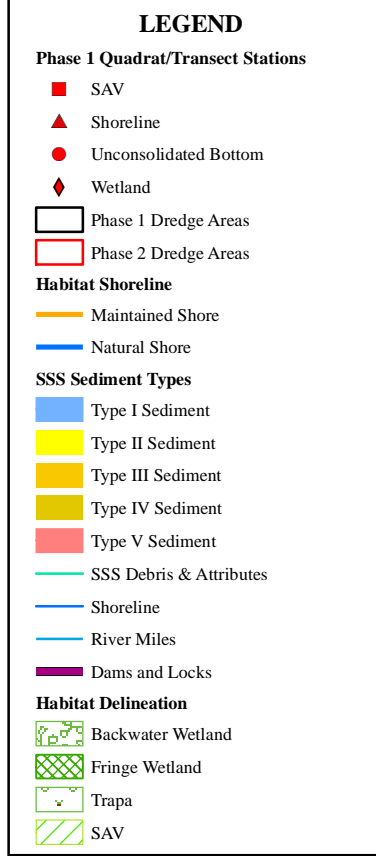 LEGEND
Phase 1 Quadrat/Transect Stations
SAV
Shoreline
Unconsolidated Bottom
Wetland
Phase 1 Dredge Areas
Phase 2 Dredge Areas
Habitat Shoreline
Maintained Shore
Natural Shore
SSS Sediment Types
Type I Sediment
Type II Sediment
Type III Sediment
Type IV Sediment
Type V Sediment
SSS Debris & Attributes
Shoreline
River Miles
Dams and Locks
Habitat Delineation
Backwater Wetland
Fringe Wetland
Trapa
SAV